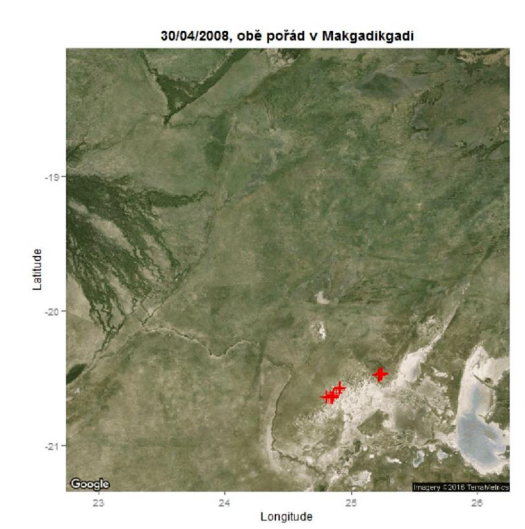 30/04/2008, obě pořád v Makgadikgadi
Latitude
-19
-20
-21
Google
Imagery ©2016 TerraMetrics
23
24
25
26
Longitude